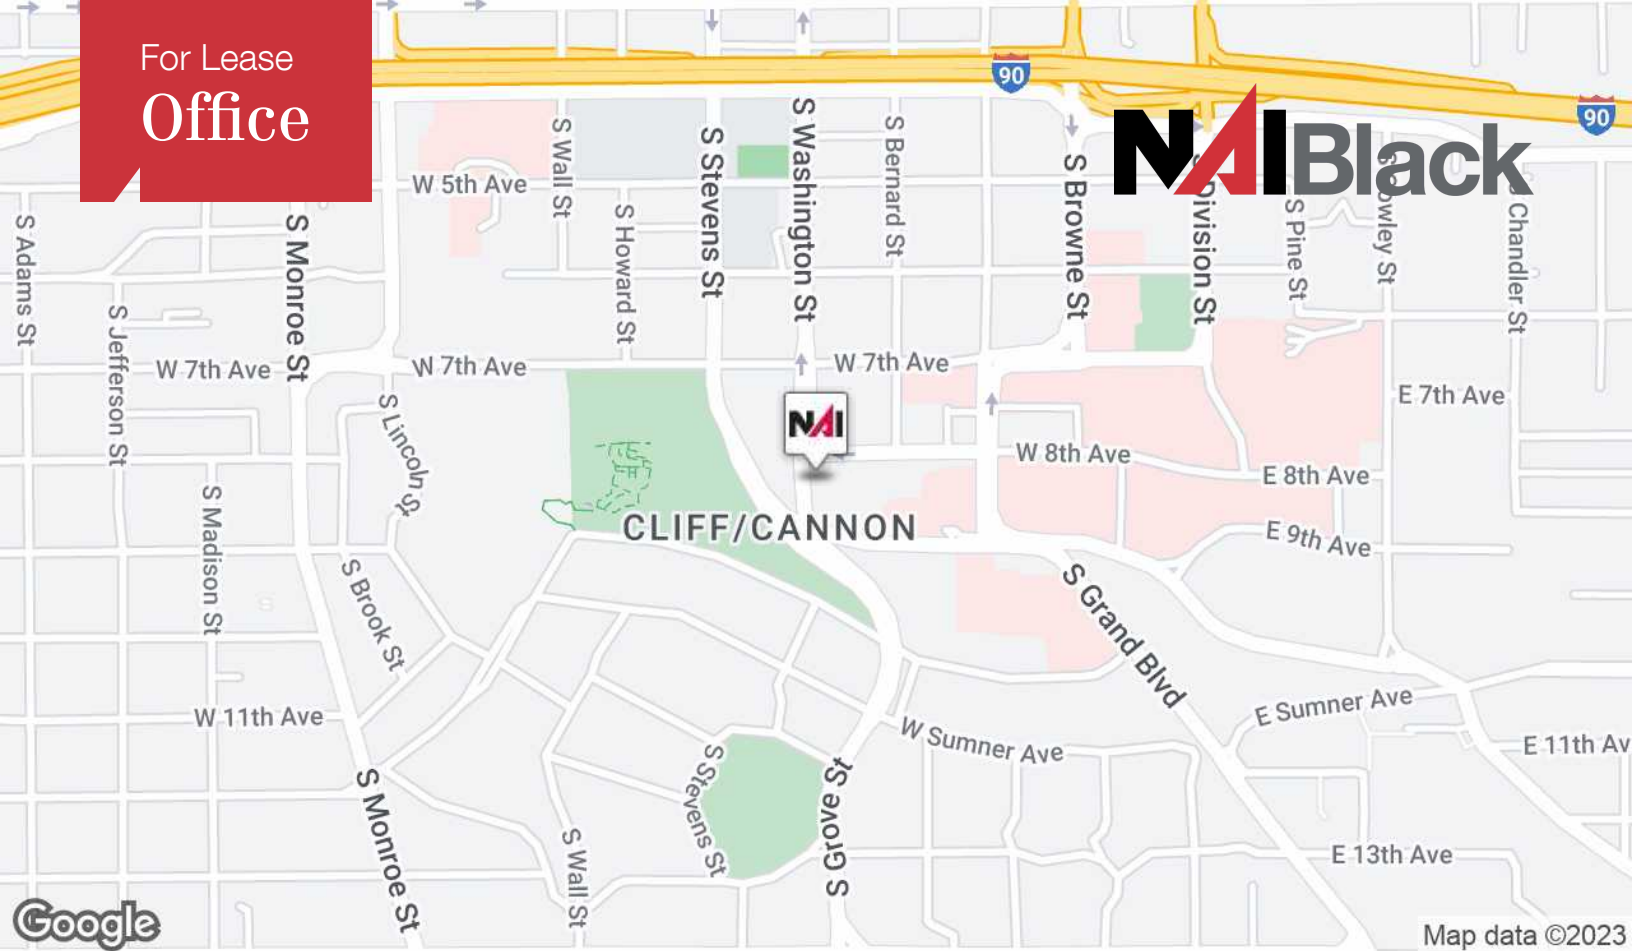 For Lease
Office
90
90
NAIBlack
S Wall St
S Stevens St
S Washington St
S Bernard St
S Browne St
S Division St
S Pine St
S Cowley St
S Chandler St
W 5th Ave
S Howard St
S Adams St
S Monroe St
S Jefferson St
W 7th Ave
W 7th Ave
W 7th Ave
E 7th Ave
S Lincoln St
NAI
W 8th Ave
E 8th Ave
S Madison St
CLIFF/CANNON
E 9th Ave
S Brook St
S Grand Blvd
W 11th Ave
E Sumner Ave
W Sumner Ave
E 11th Av
S Stevens St
S Grove St
S Monroe St
S Wall St
E 13th Ave
Google
Map data ©2023